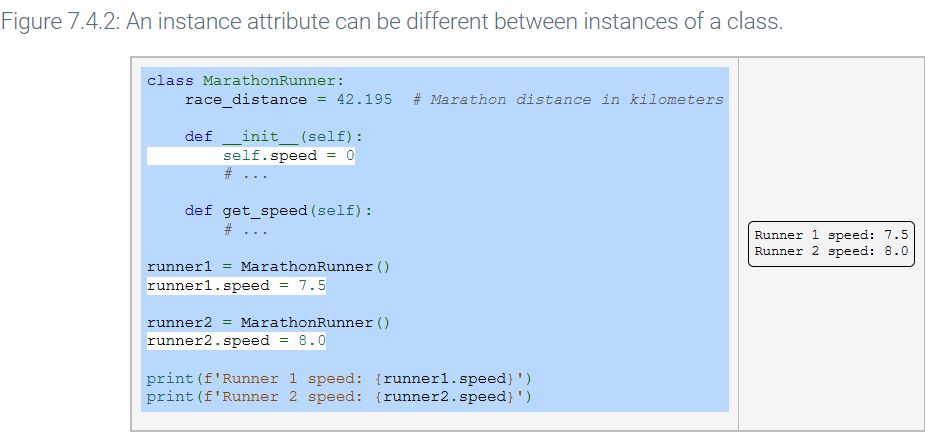 Figure 7.4.2: An instance attribute can be different between instances of a class.
class MarathonRunner:
    race_distance = 42.195  # Marathon distance in kilometers
    def __init__(self):
        self.speed = 0
        # ...
    def get_speed(self):
        # ...
runner1 = MarathonRunner()
runner1.speed = 7.5
runner2 = MarathonRunner()
runner2.speed = 8.0
print(f'Runner 1 speed: {runner1.speed}')
print(f'Runner 2 speed: {runner2.speed}')
Runner 1 speed: 7.5
Runner 2 speed: 8.0